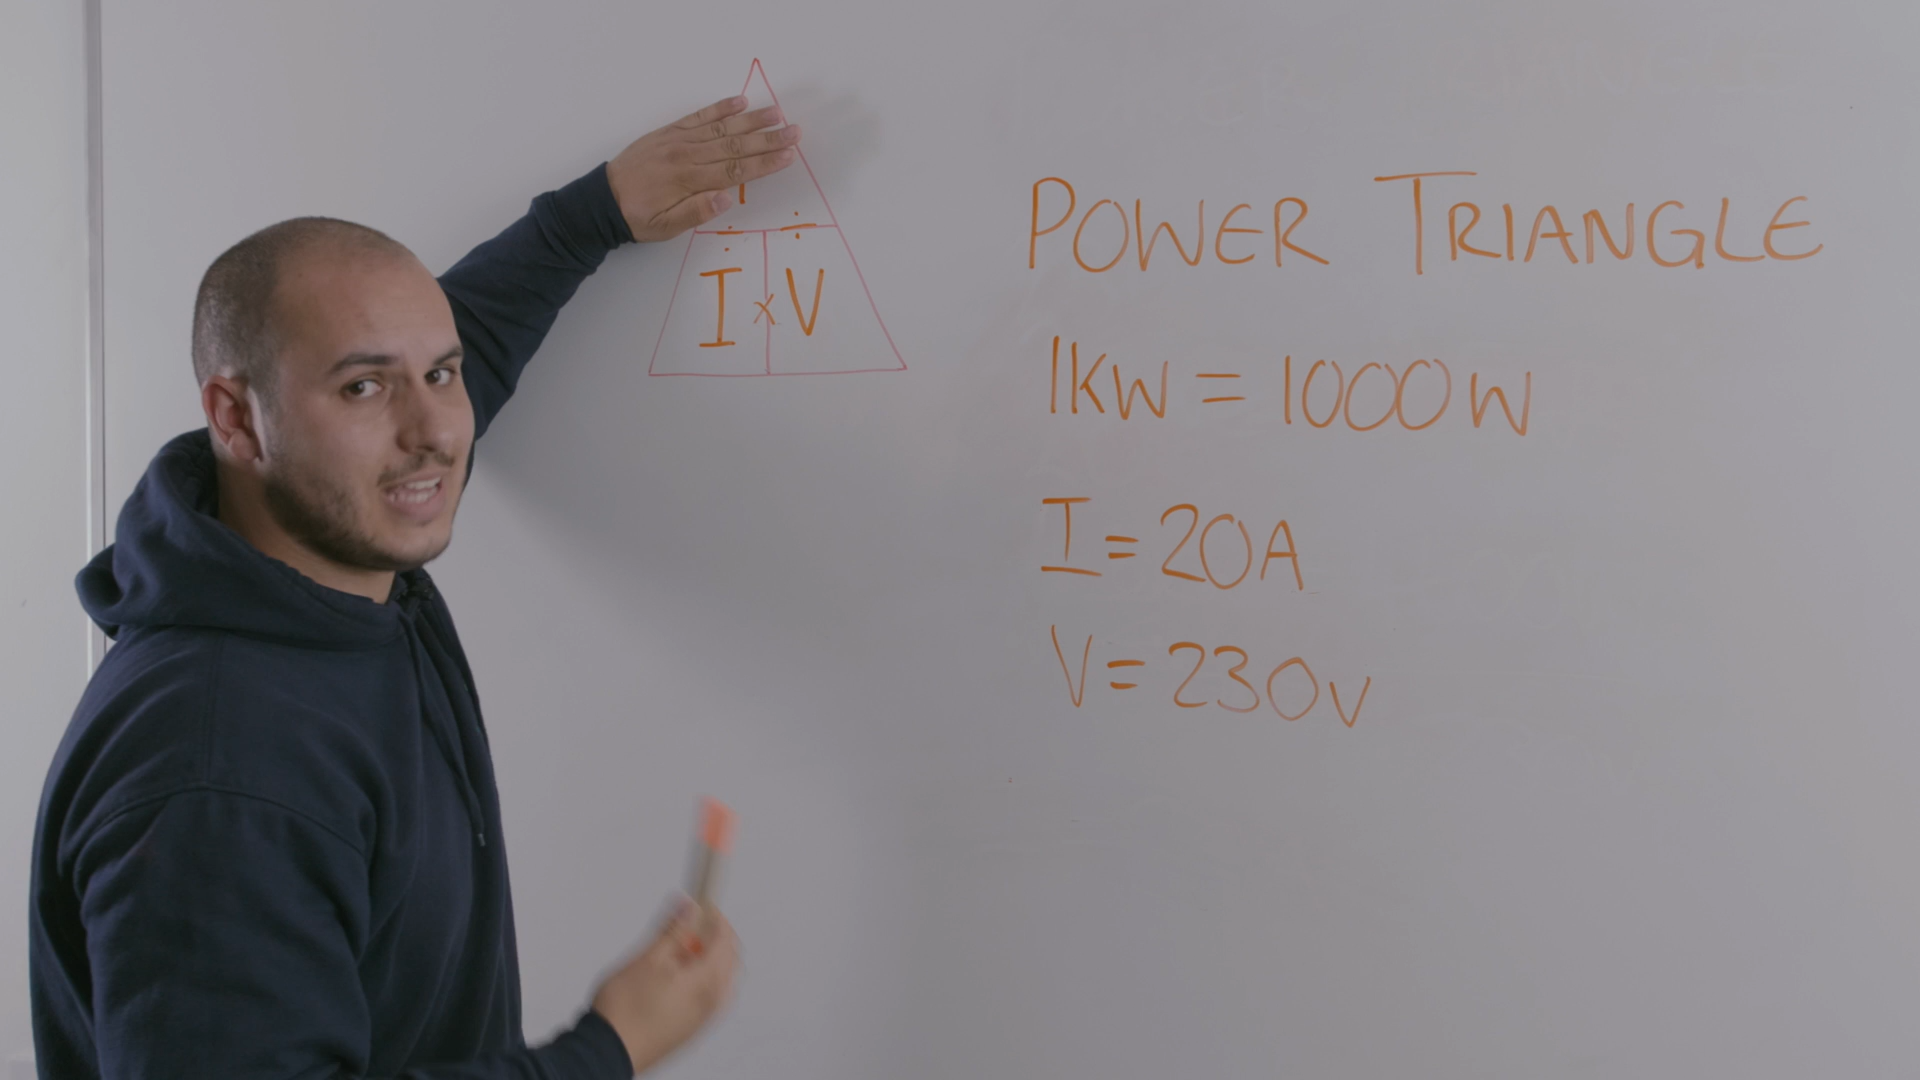 ÷ ÷
I x V
POWER TRIANGLE
1KW = 1000W
I = 20A
V = 230V